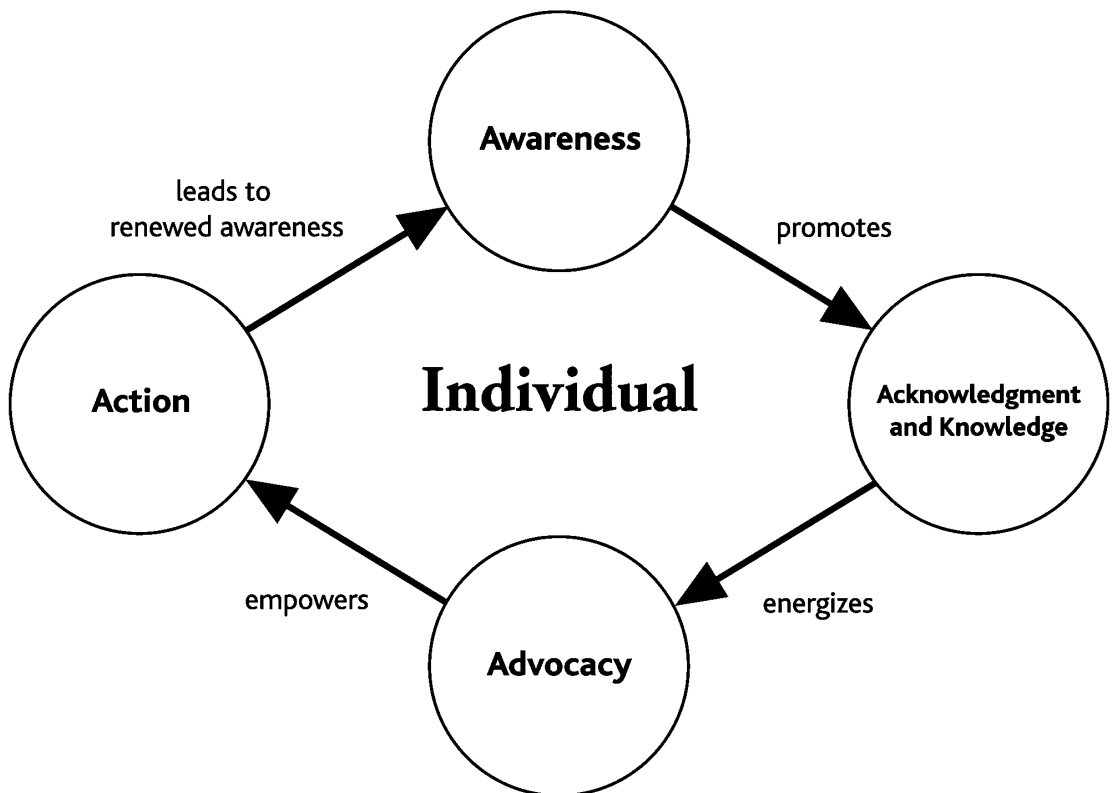 Awareness
leads to
renewed awareness
promotes
Action
Individual
Acknowledgment
and Knowledge
empowers
energizes
Advocacy